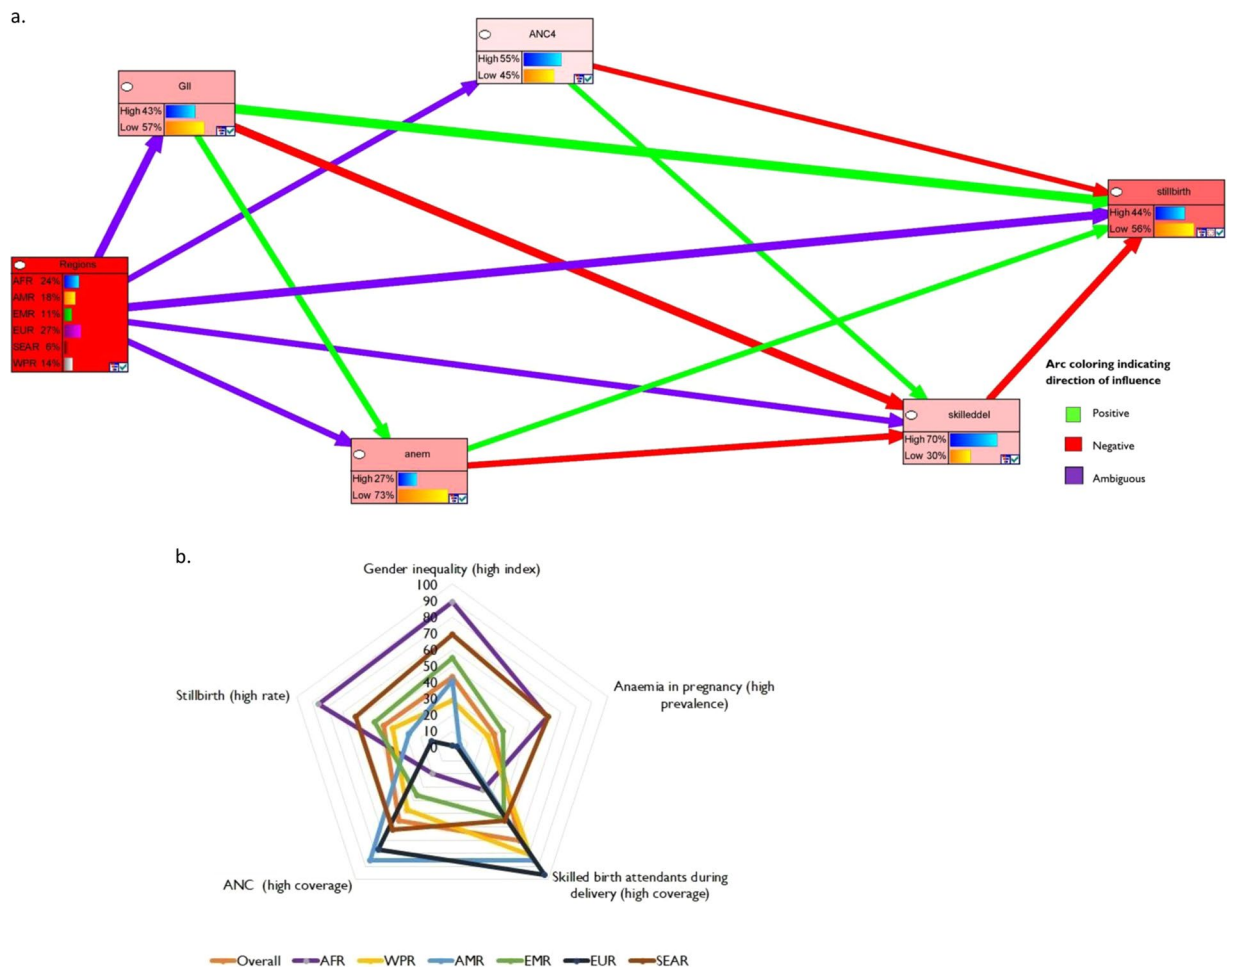 a.
ANC4
High 55%
Low 45%
GII
High 43%
Low 57%
stillbirth
High 44%
Low 56%
Regions
AFR 24%
AMR 18%
EMR 11%
EUR 27%
SEAR 6%
WPR 14%
Arc coloring indicating
direction of influence
Positive
Negative
Ambiguous
skilleddel
High 70%
Low 30%
anem
High 27%
Low 73%
b.
Gender inequality (high index)
100
90
80
70
60
50
40
30
20
10
0
Stillbirth (high rate)
Anaemia in pregnancy (high
prevalence)
ANC (high coverage)
Skilled birth attendants during
delivery (high coverage)
Overall AFR WPR AMR EMR EUR SEAR